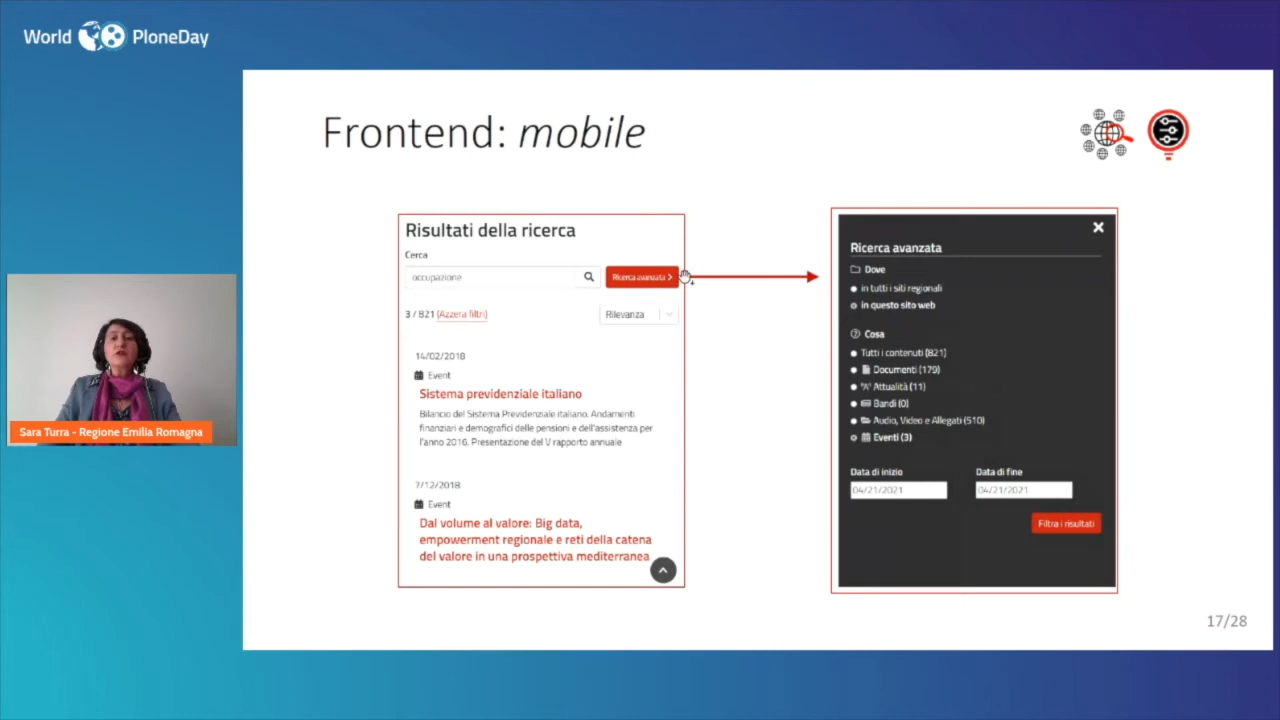 World PloneDay
Frontend: mobile
Risultati della ricerca
Cerca
occupazione
Ricerca avanzata
3 / 821 (Azzera filtri)
Rilevanza
14/02/2018
Event
Sistema previdenziale italiano
Bilancio del Sistema Previdenziale italiano. Andamenti
finanziari e demografici delle pensioni e dell'assistenza per
l'anno 2016. Presentazione del V rapporto annuale
7/12/2018
Event
Dal volume al valore: Big data,
empowerment regionale e reti della catena
del valore in una prospettiva mediterranea
Ricerca avanzata
Dove
in tutti i siti regionali
in questo sito web
Cosa
Tutti i contenuti (821)
Documenti (179)
Attualità (11)
Bandi (0)
Audio, Video e Allegati (510)
Eventi (3)
Data di inizio
Data di fine
04/21/2021
04/21/2021
Filtra i risultati
Sara Turra - Regione Emilia Romagna
17/28